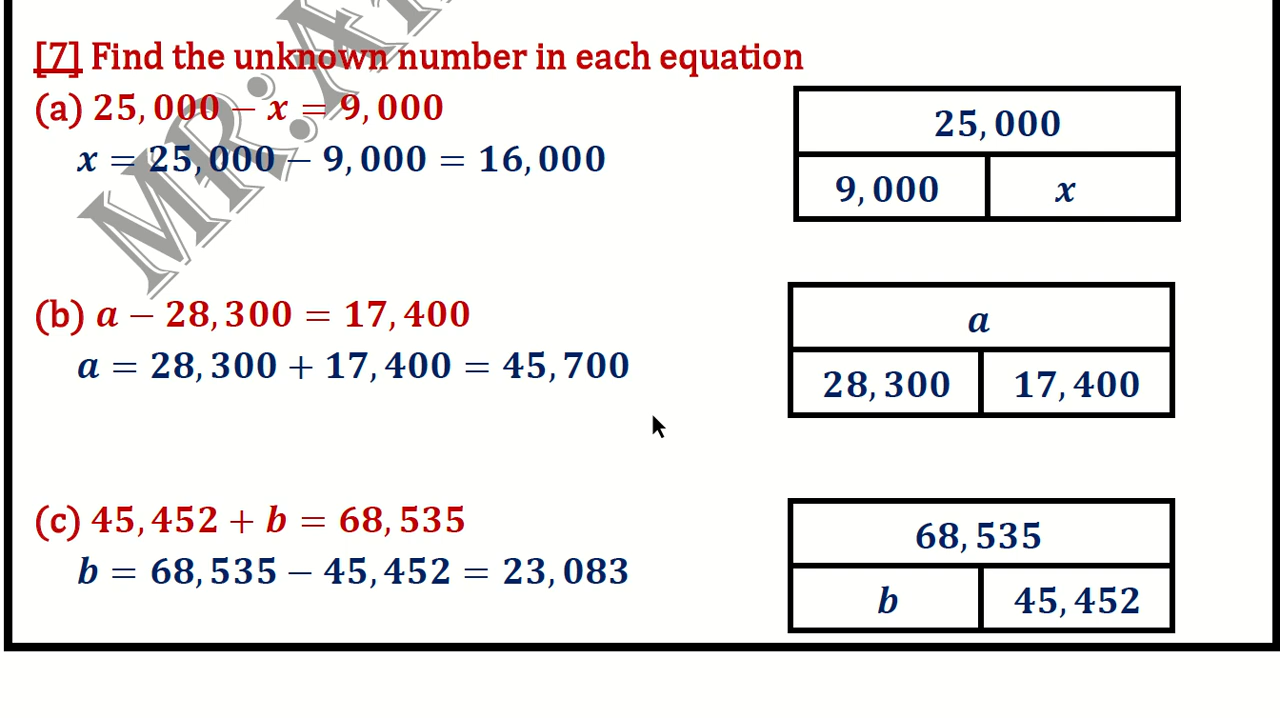 [7] Find the unknown number in each equation
(a) 25,000 − x = 9,000
x = 25,000 − 9,000 = 16,000
25,000
9,000 x
(b) a − 28,300 = 17,400
a = 28,300 + 17,400 = 45,700
a
28,300 17,400
(c) 45,452 + b = 68,535
b = 68,535 − 45,452 = 23,083
68,535
b 45,452
MR: